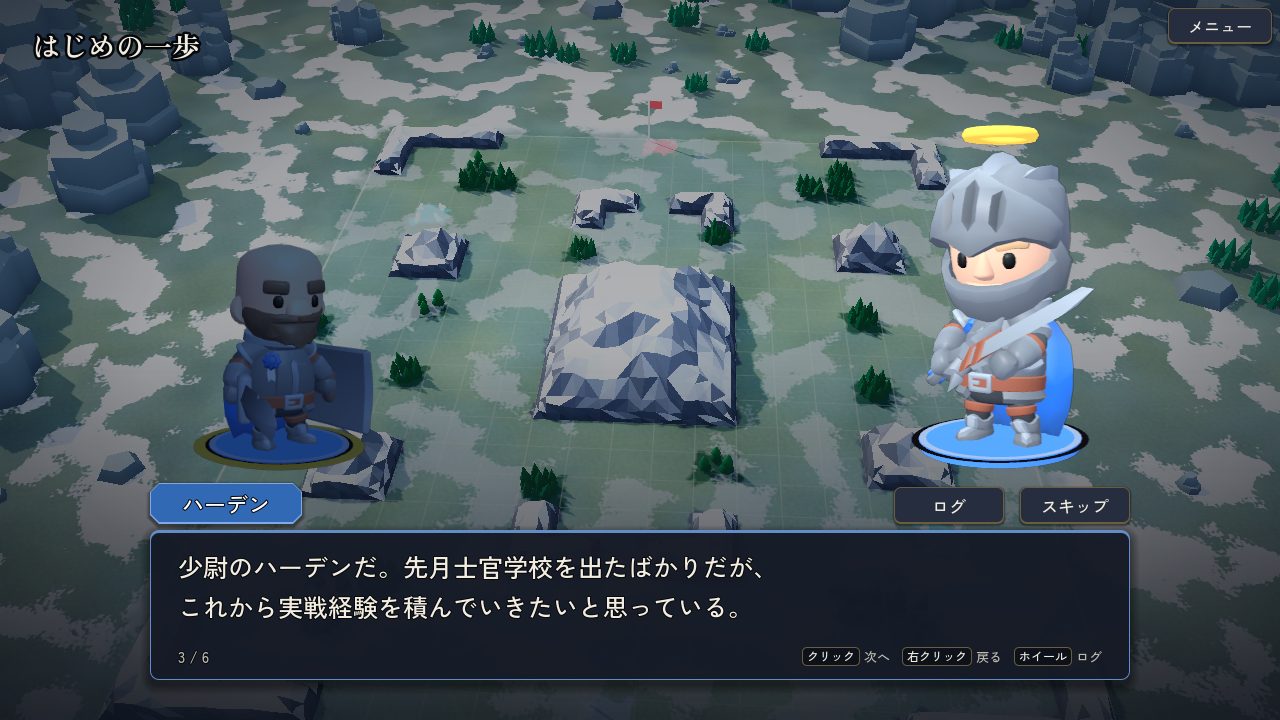 はじめの一歩
メニュー
ハーデン
ログ
スキップ
少尉のハーデンだ。先月士官学校を出たばかりだが、
これから実戦経験を積んでいきたいと思っている。
3 / 6
クリック 次へ 右クリック 戻る ホイール ログ